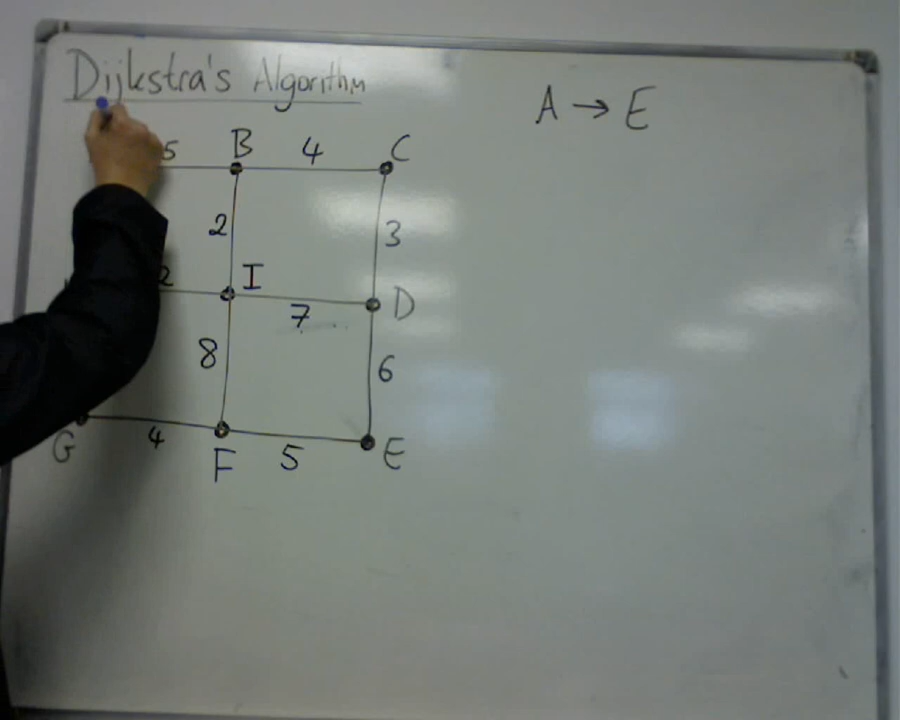 Dijkstra's Algorithm
A → E
5 B 4 C
2 3
2 I
7 D
8 6
G 4 F 5 E